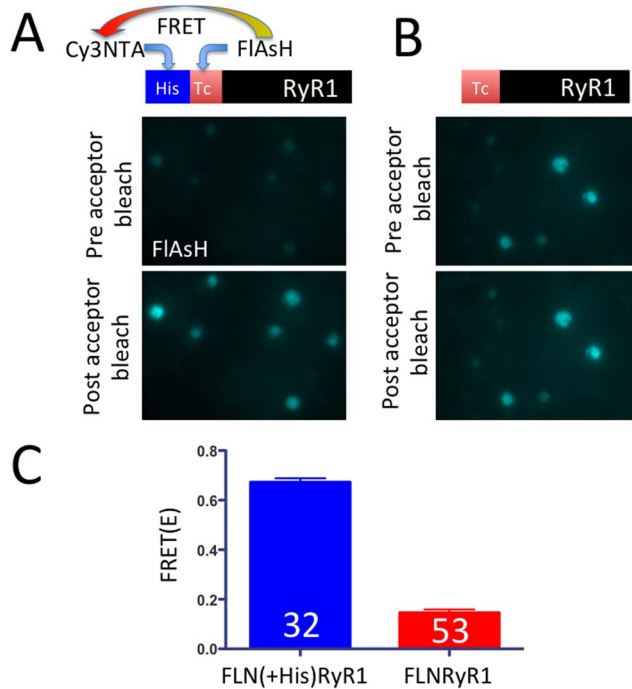 A
FRET
Cy3NTA
FlAsH
His
Tc
RyR1
Pre acceptor
bleach
FlAsH
Post acceptor
bleach
B
Tc
RyR1
Pre acceptor
bleach
Post acceptor
bleach
C
FRET(E)
0.8
0.6
0.4
0.2
0.0
32
53
FLN(+His)RyR1
FLNRyR1